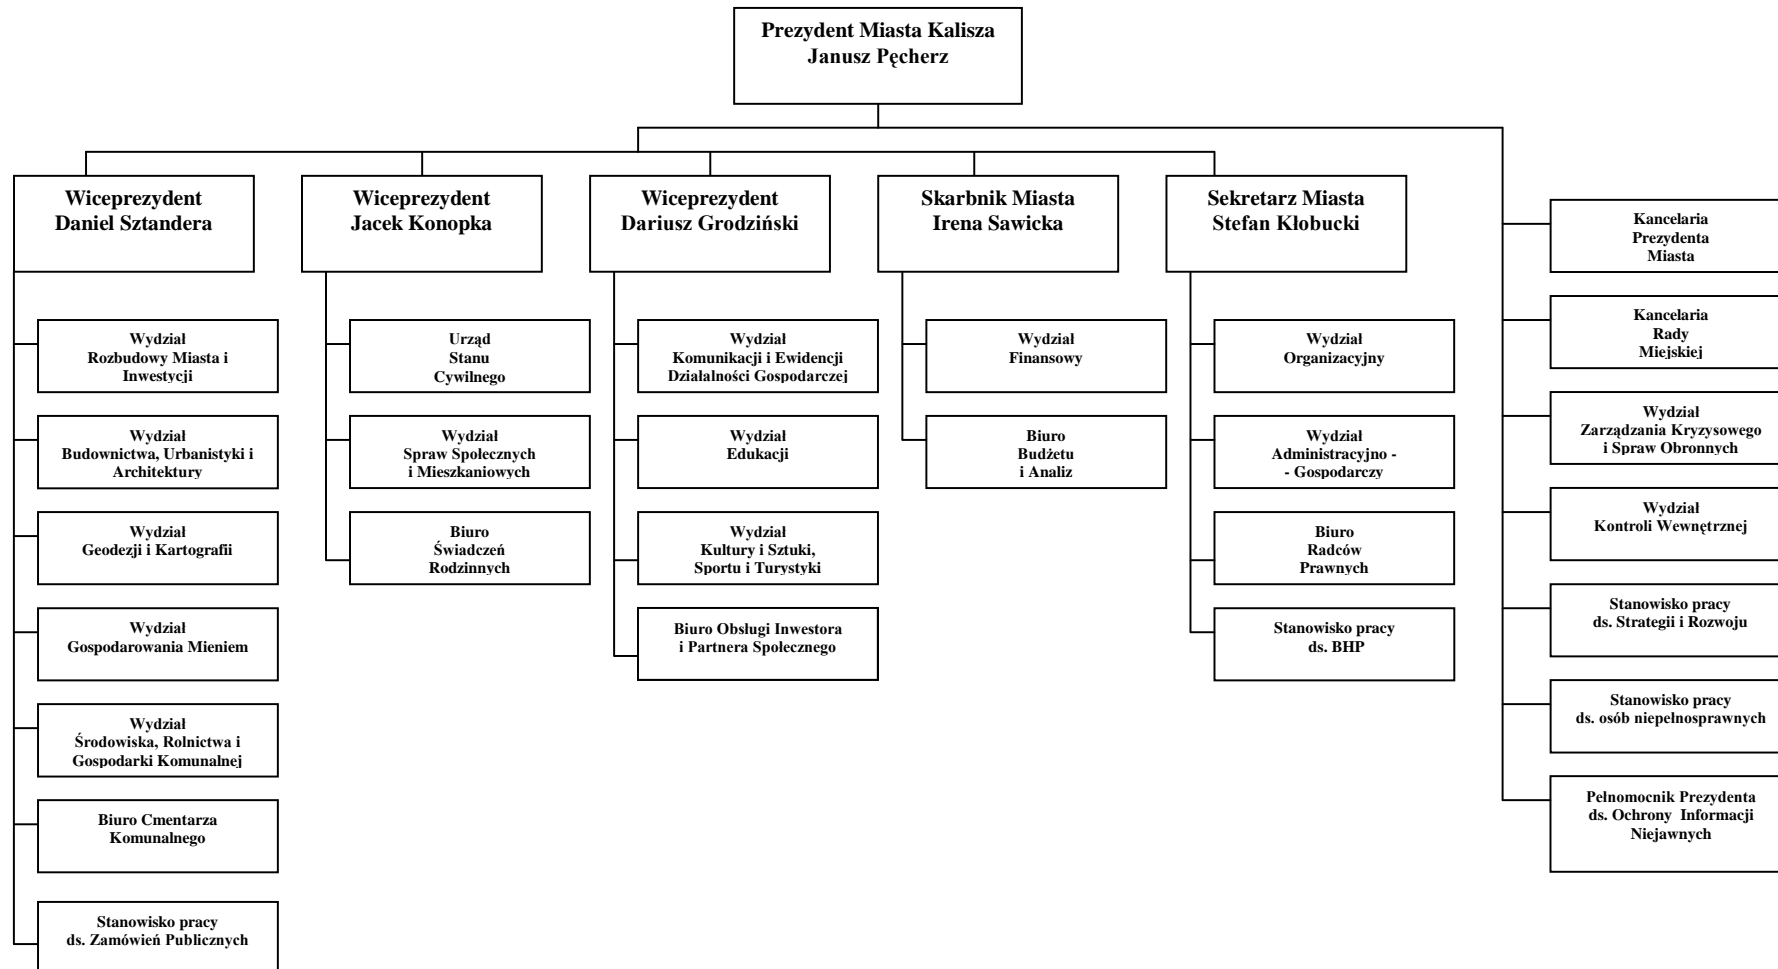 Prezydent Miasta Kalisza
Janusz Pęcherz
Wiceprezydent
Daniel Sztandera
Wydział
Rozbudowy Miasta i
Inwestycji
Wydział
Budownictwa, Urbanistyki i
Architektury
Wydział
Geodezji i Kartografii
Wydział
Gospodarowania Mieniem
Wydział
Środowiska, Rolnictwa i
Gospodarki Komunalnej
Biuro Cmentarza
Komunalnego
Stanowisko pracy
ds. Zamówień Publicznych
Wiceprezydent
Jacek Konopka
Urząd
Stanu
Cywilnego
Wydział
Spraw Społecznych
i Mieszkaniowych
Biuro
Świadczeń
Rodzinnych
Wiceprezydent
Dariusz Grodziński
Wydział
Komunikacji i Ewidencji
Działalności Gospodarczej
Wydział
Edukacji
Wydział
Kultury i Sztuki,
Sportu i Turystyki
Biuro Obsługi Inwestora
i Partnera Społecznego
Skarbnik Miasta
Irena Sawicka
Wydział
Finansowy
Biuro
Budżetu
i Analiz
Sekretarz Miasta
Stefan Kłobucki
Wydział
Organizacyjny
Wydział
Administracyjno -
- Gospodarczy
Biuro
Radców
Prawnych
Stanowisko pracy
ds. BHP
Kancelaria
Prezydenta
Miasta
Kancelaria
Rady
Miejskiej
Wydział
Zarządzania Kryzysowego
i Spraw Obronnych
Wydział
Kontroli Wewnętrznej
Stanowisko pracy
ds. Strategii i Rozwoju
Stanowisko pracy
ds. osób niepełnosprawnych
Pełnomocnik Prezydenta
ds. Ochrony Informacji
Niejawnych